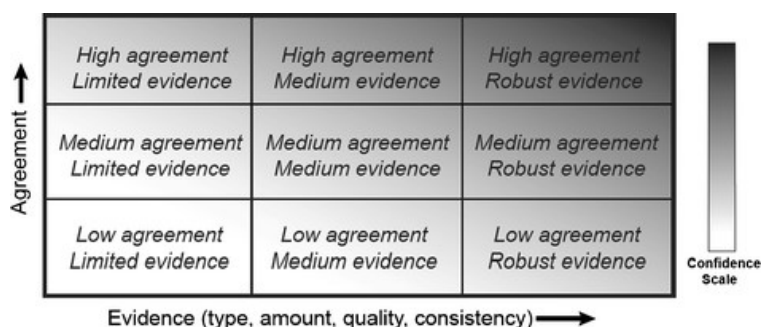 High agreement
Limited evidence
High agreement
Medium evidence
High agreement
Robust evidence
Agreement
Medium agreement
Limited evidence
Medium agreement
Medium evidence
Medium agreement
Robust evidence
Low agreement
Limited evidence
Low agreement
Medium evidence
Low agreement
Robust evidence
Confidence
Scale
Evidence (type, amount, quality, consistency)